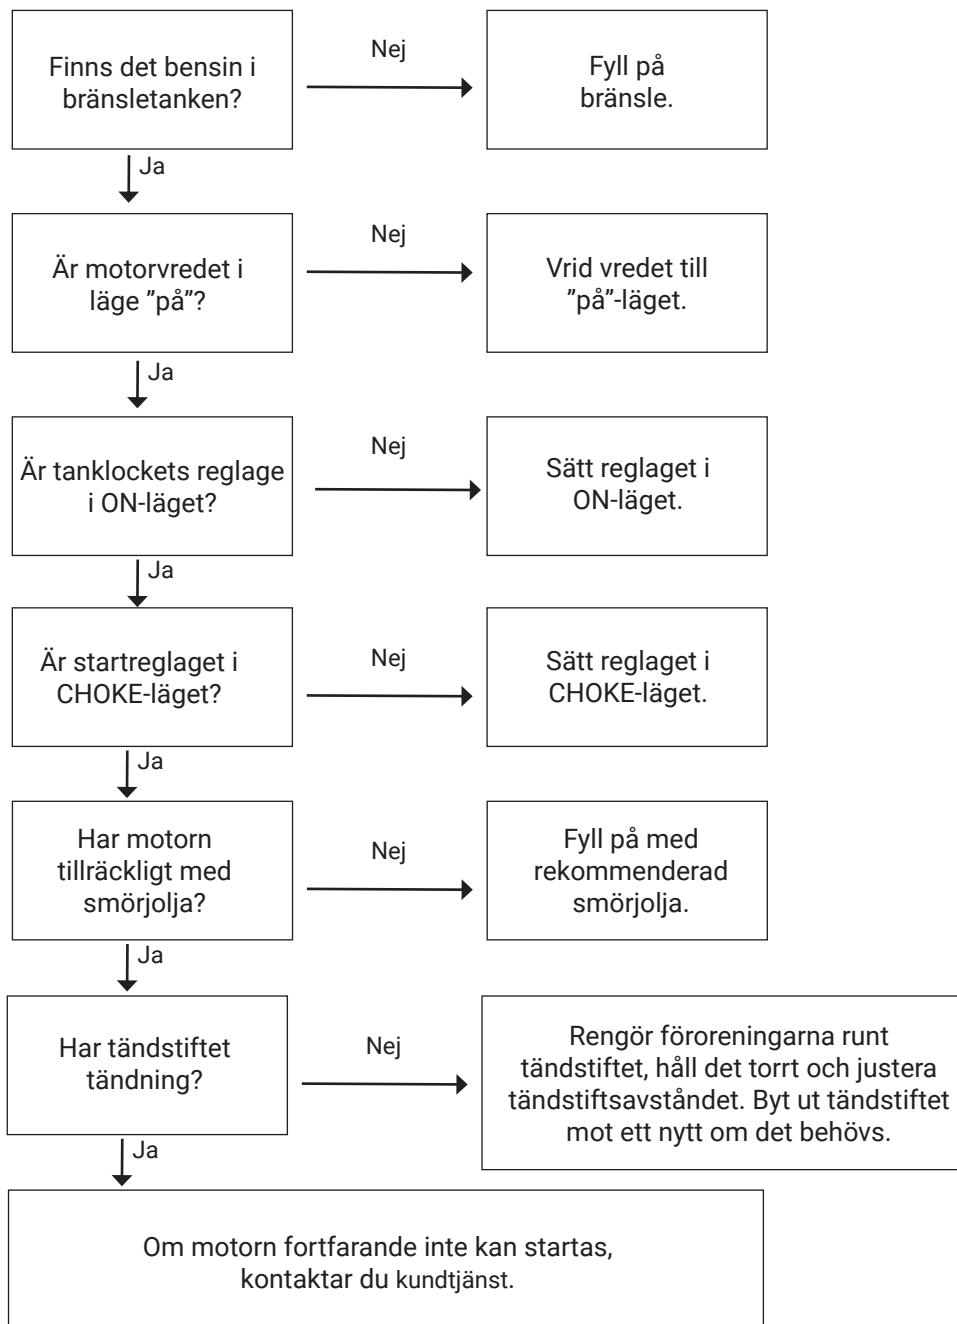 Finns det bensin i
bränsletanken?
Nej
Fyll på
bränsle.
Ja
Är motorvredet i
läge ”på”?
Nej
Vrid vredet till
”på”-läget.
Ja
Är tanklockets reglage
i ON-läget?
Nej
Sätt reglaget i
ON-läget.
Ja
Är startreglaget i
CHOKE-läget?
Nej
Sätt reglaget i
CHOKE-läget.
Ja
Har motorn
tillräckligt med
smörjolja?
Nej
Fyll på med
rekommenderad
smörjolja.
Ja
Har tändstiftet
tändning?
Nej
Rengör föroreningarna runt
tändstiftet, håll det torrt och justera
tändstiftsavståndet. Byt ut tändstiftet
mot ett nytt om det behövs.
Ja
Om motorn fortfarande inte kan startas,
kontaktar du kundtjänst.